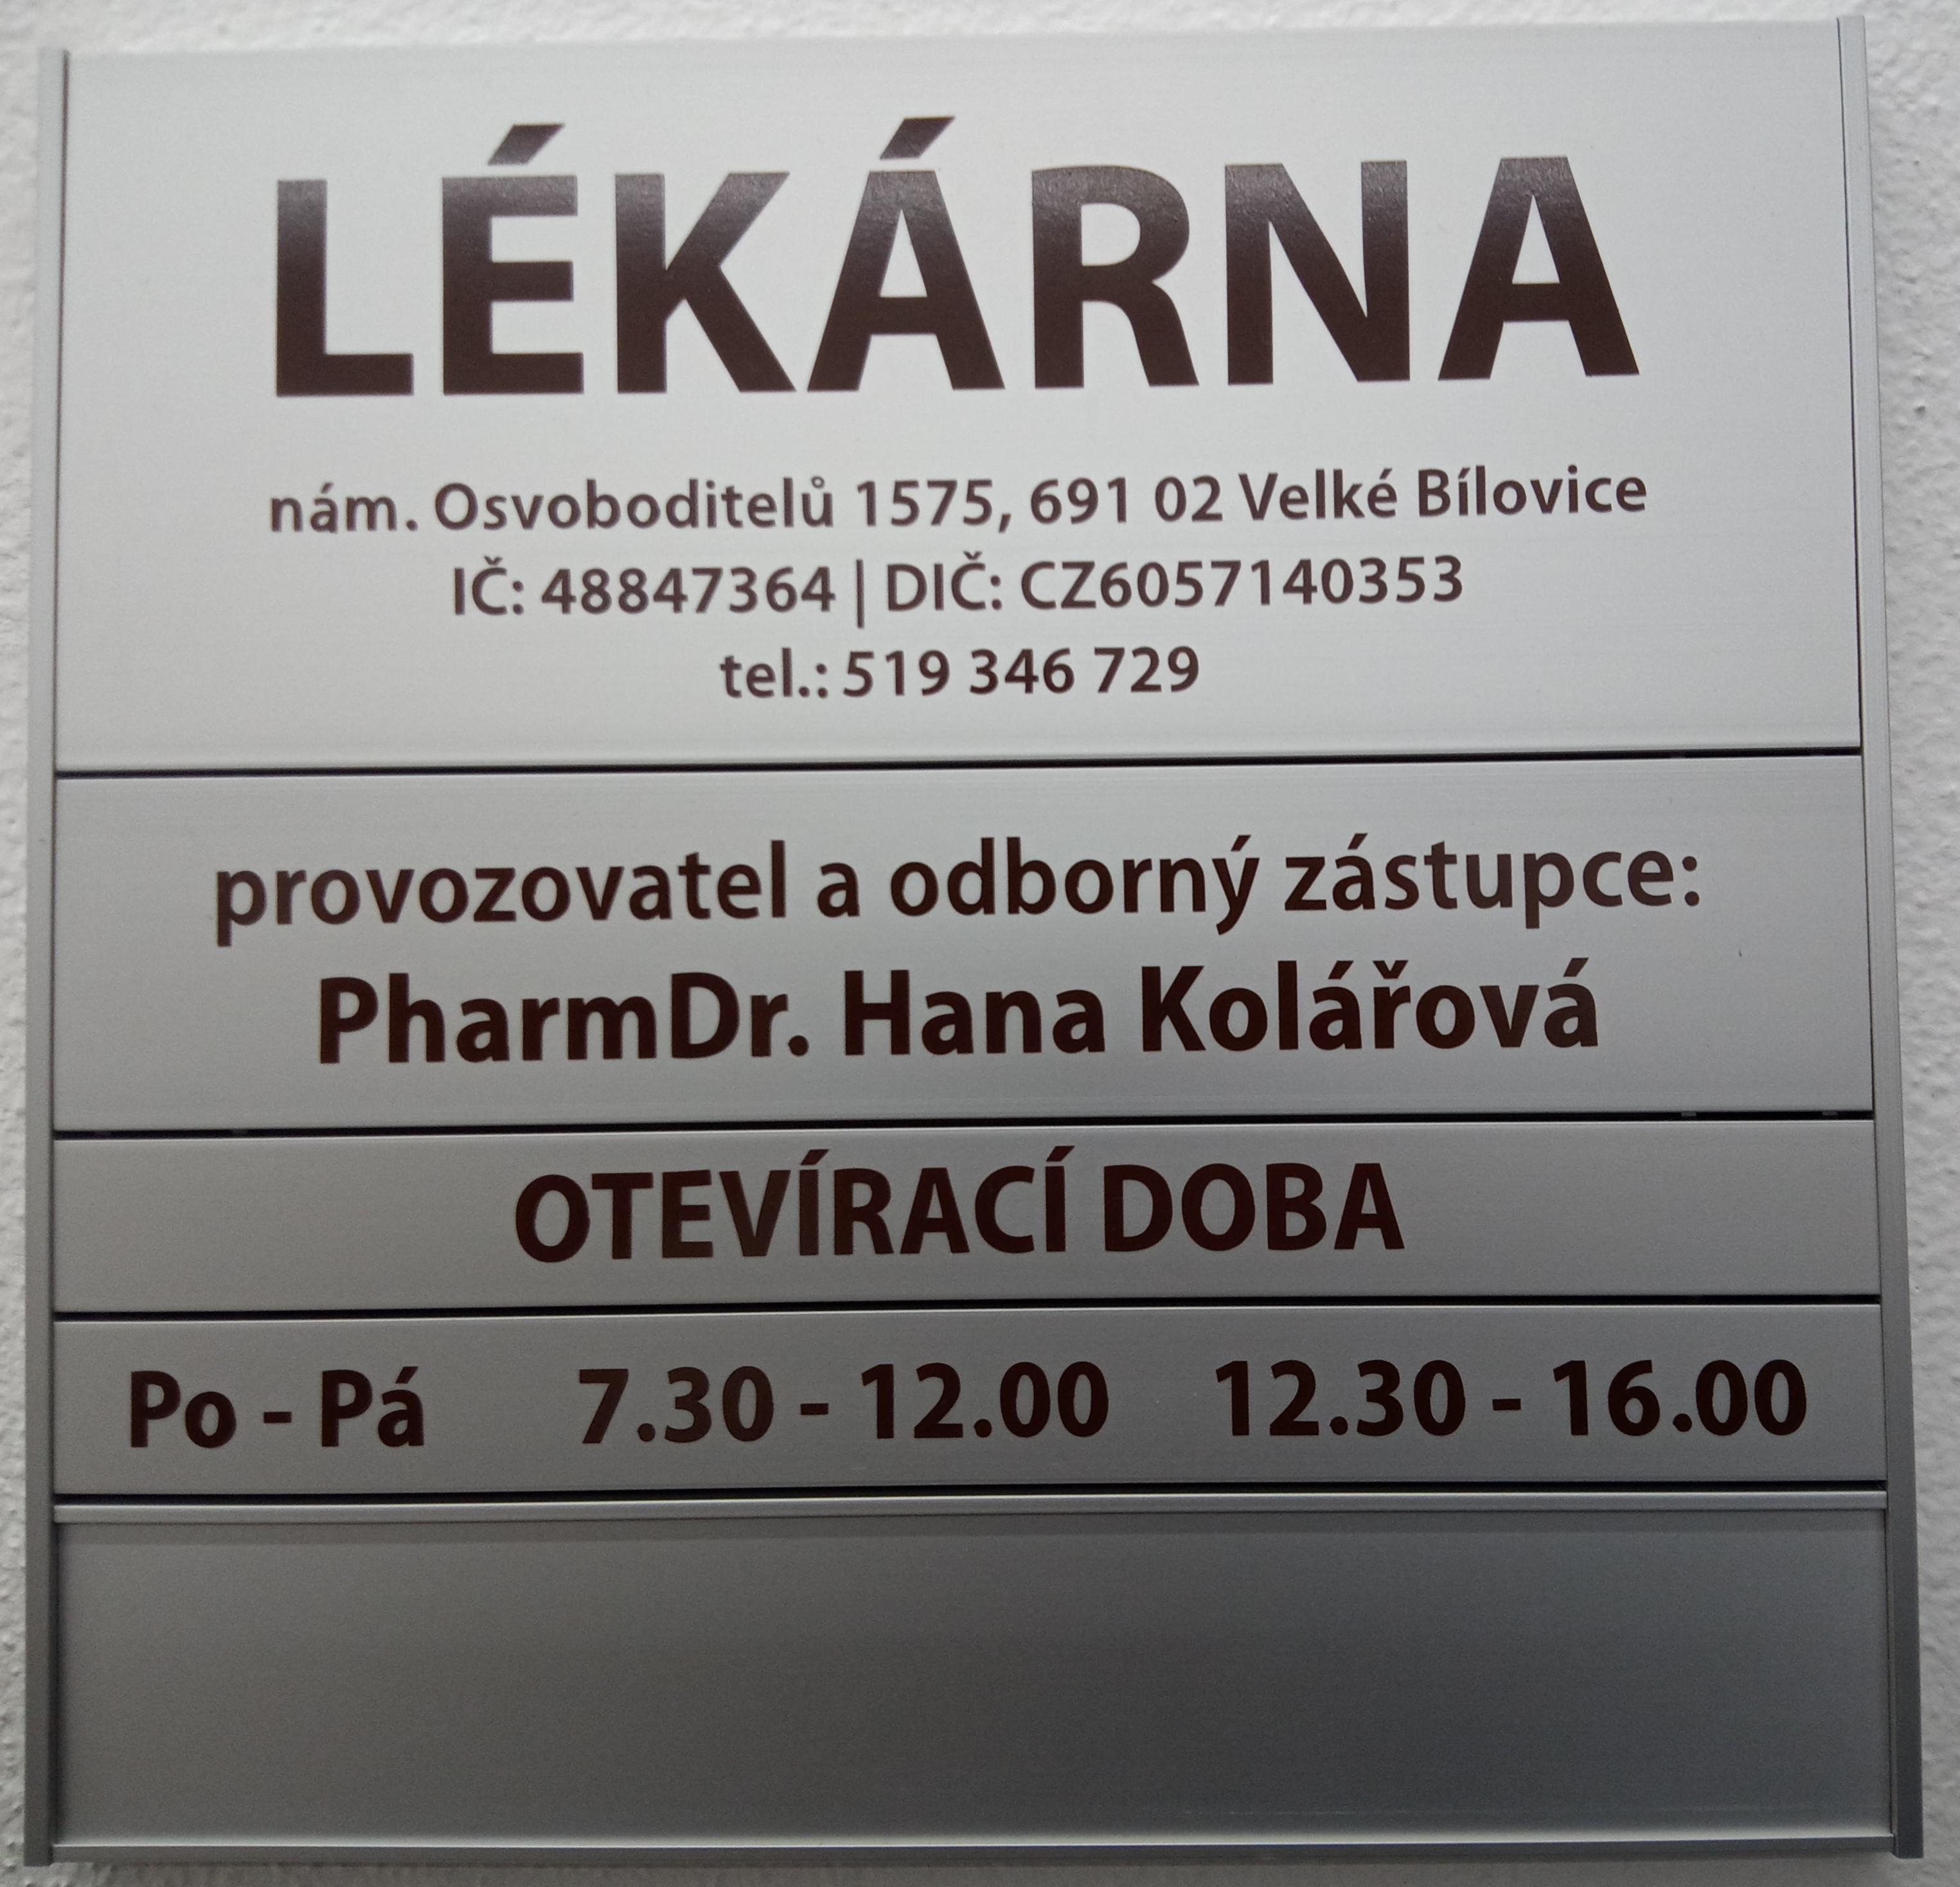 LÉKÁRNA
nám. Osvoboditelů 1575, 691 02 Velké Bílovice
IČ: 48847364 | DIČ: CZ6057140353
tel.: 519 346 729
provozovatel a odborný zástupce:
PharmDr. Hana Kolářová
OTEVÍRACÍ DOBA
Po - Pá 7.30 - 12.00 12.30 - 16.00